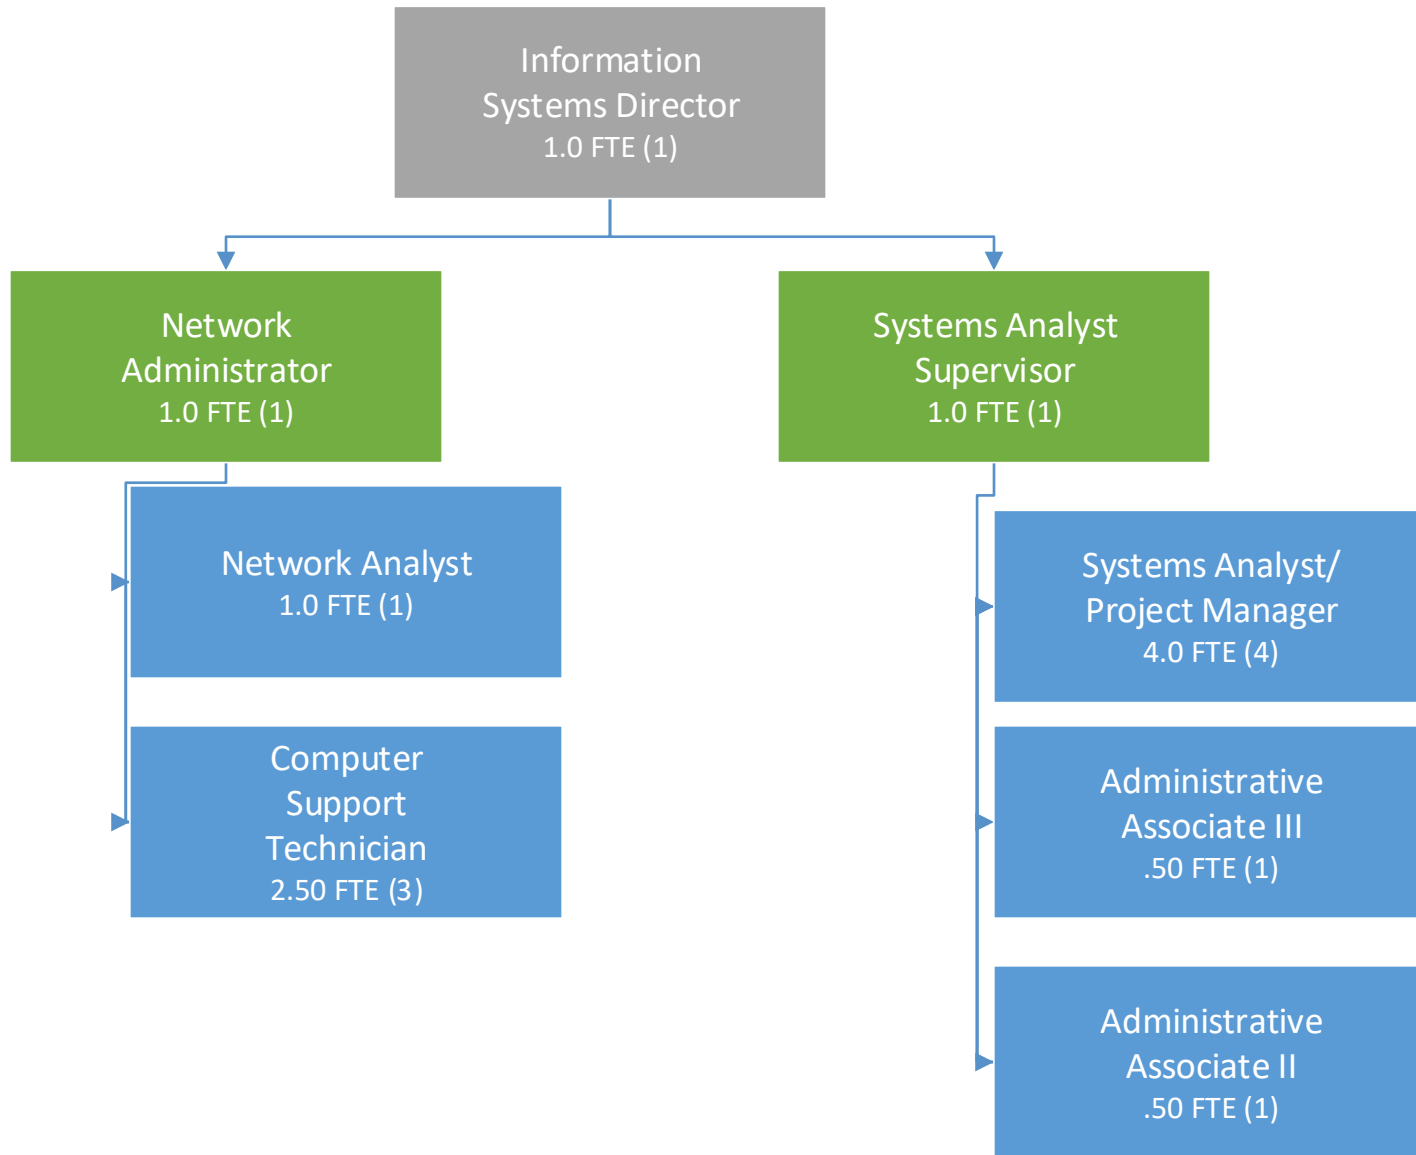 Information
Systems Director
1.0 FTE (1)
Network
Administrator
1.0 FTE (1)
Systems Analyst
Supervisor
1.0 FTE (1)
Network Analyst
1.0 FTE (1)
Computer
Support
Technician
2.50 FTE (3)
Systems Analyst/
Project Manager
4.0 FTE (4)
Administrative
Associate III
.50 FTE (1)
Administrative
Associate II
.50 FTE (1)